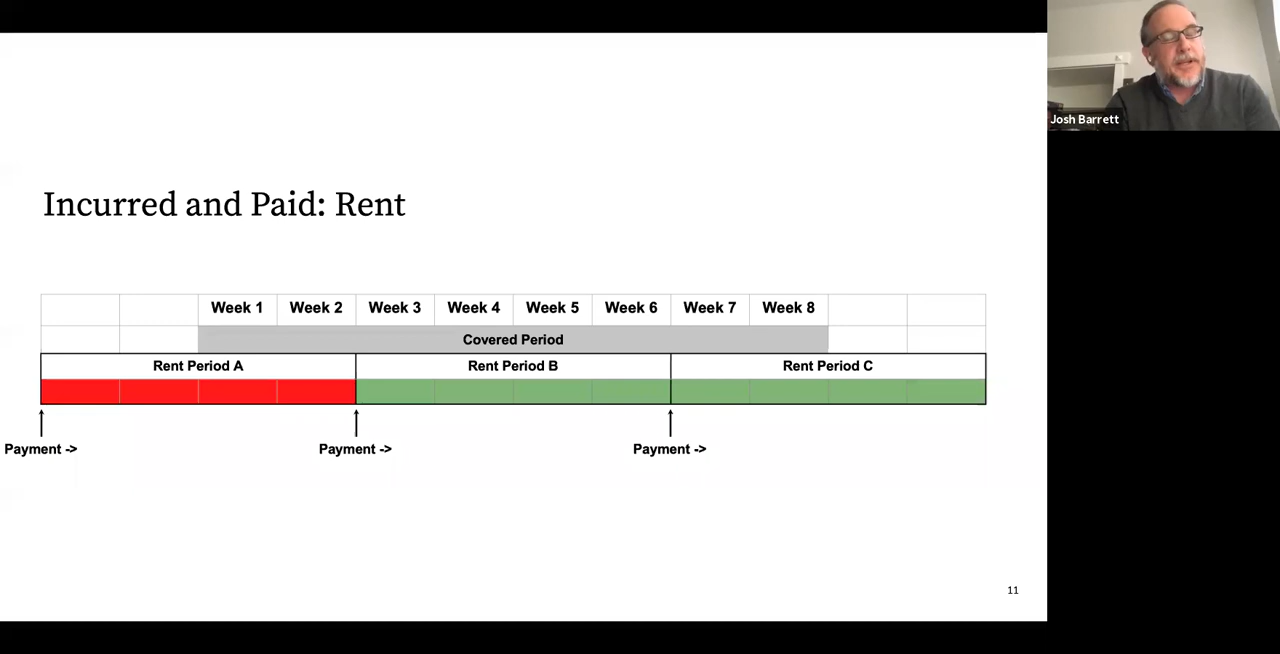 Josh Barrett
Incurred and Paid: Rent
Week 1 Week 2 Week 3 Week 4 Week 5 Week 6 Week 7 Week 8
Covered Period
Rent Period A Rent Period B Rent Period C
Payment -> Payment -> Payment ->
11